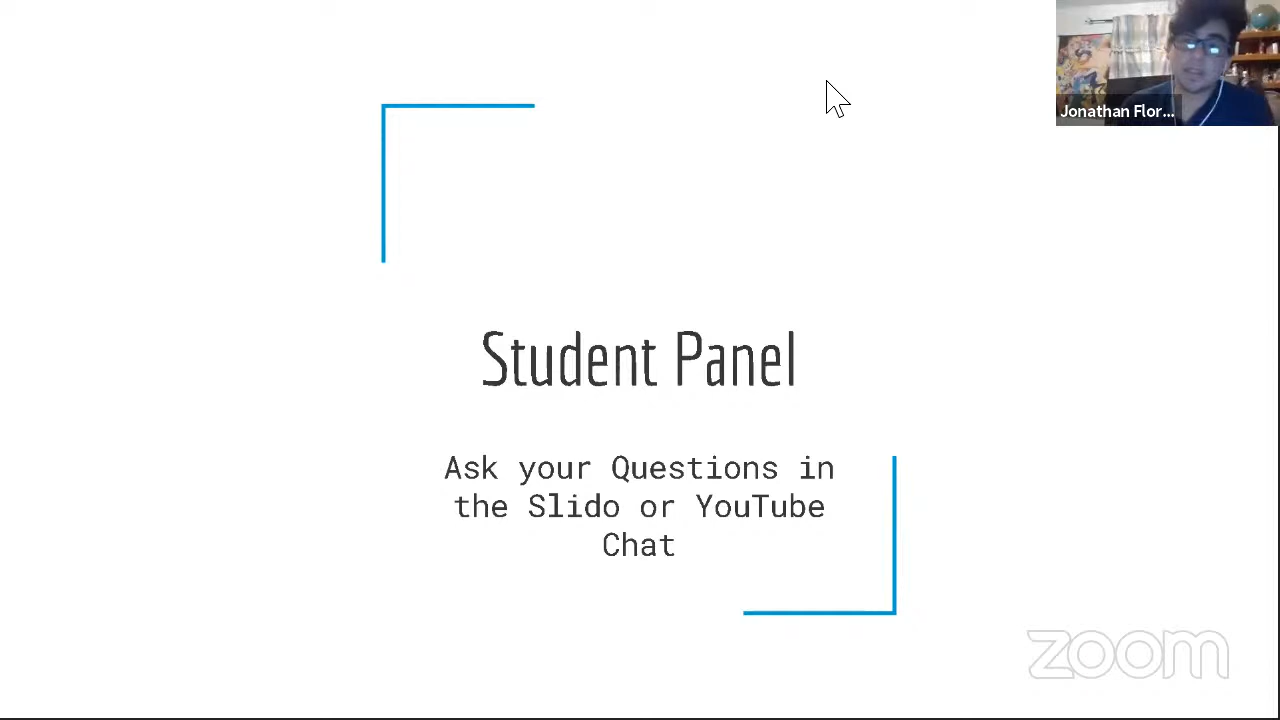 Jonathan Flor...
Student Panel
Ask your Questions in
the Slido or YouTube
Chat
zoom